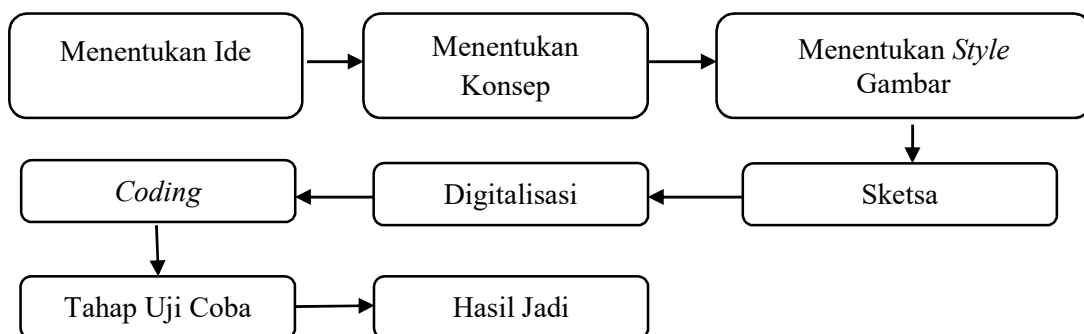 Menentukan Ide
Menentukan
Konsep
Menentukan Style
Gambar
Sketsa
Digitalisasi
Coding
Tahap Uji Coba
Hasil Jadi